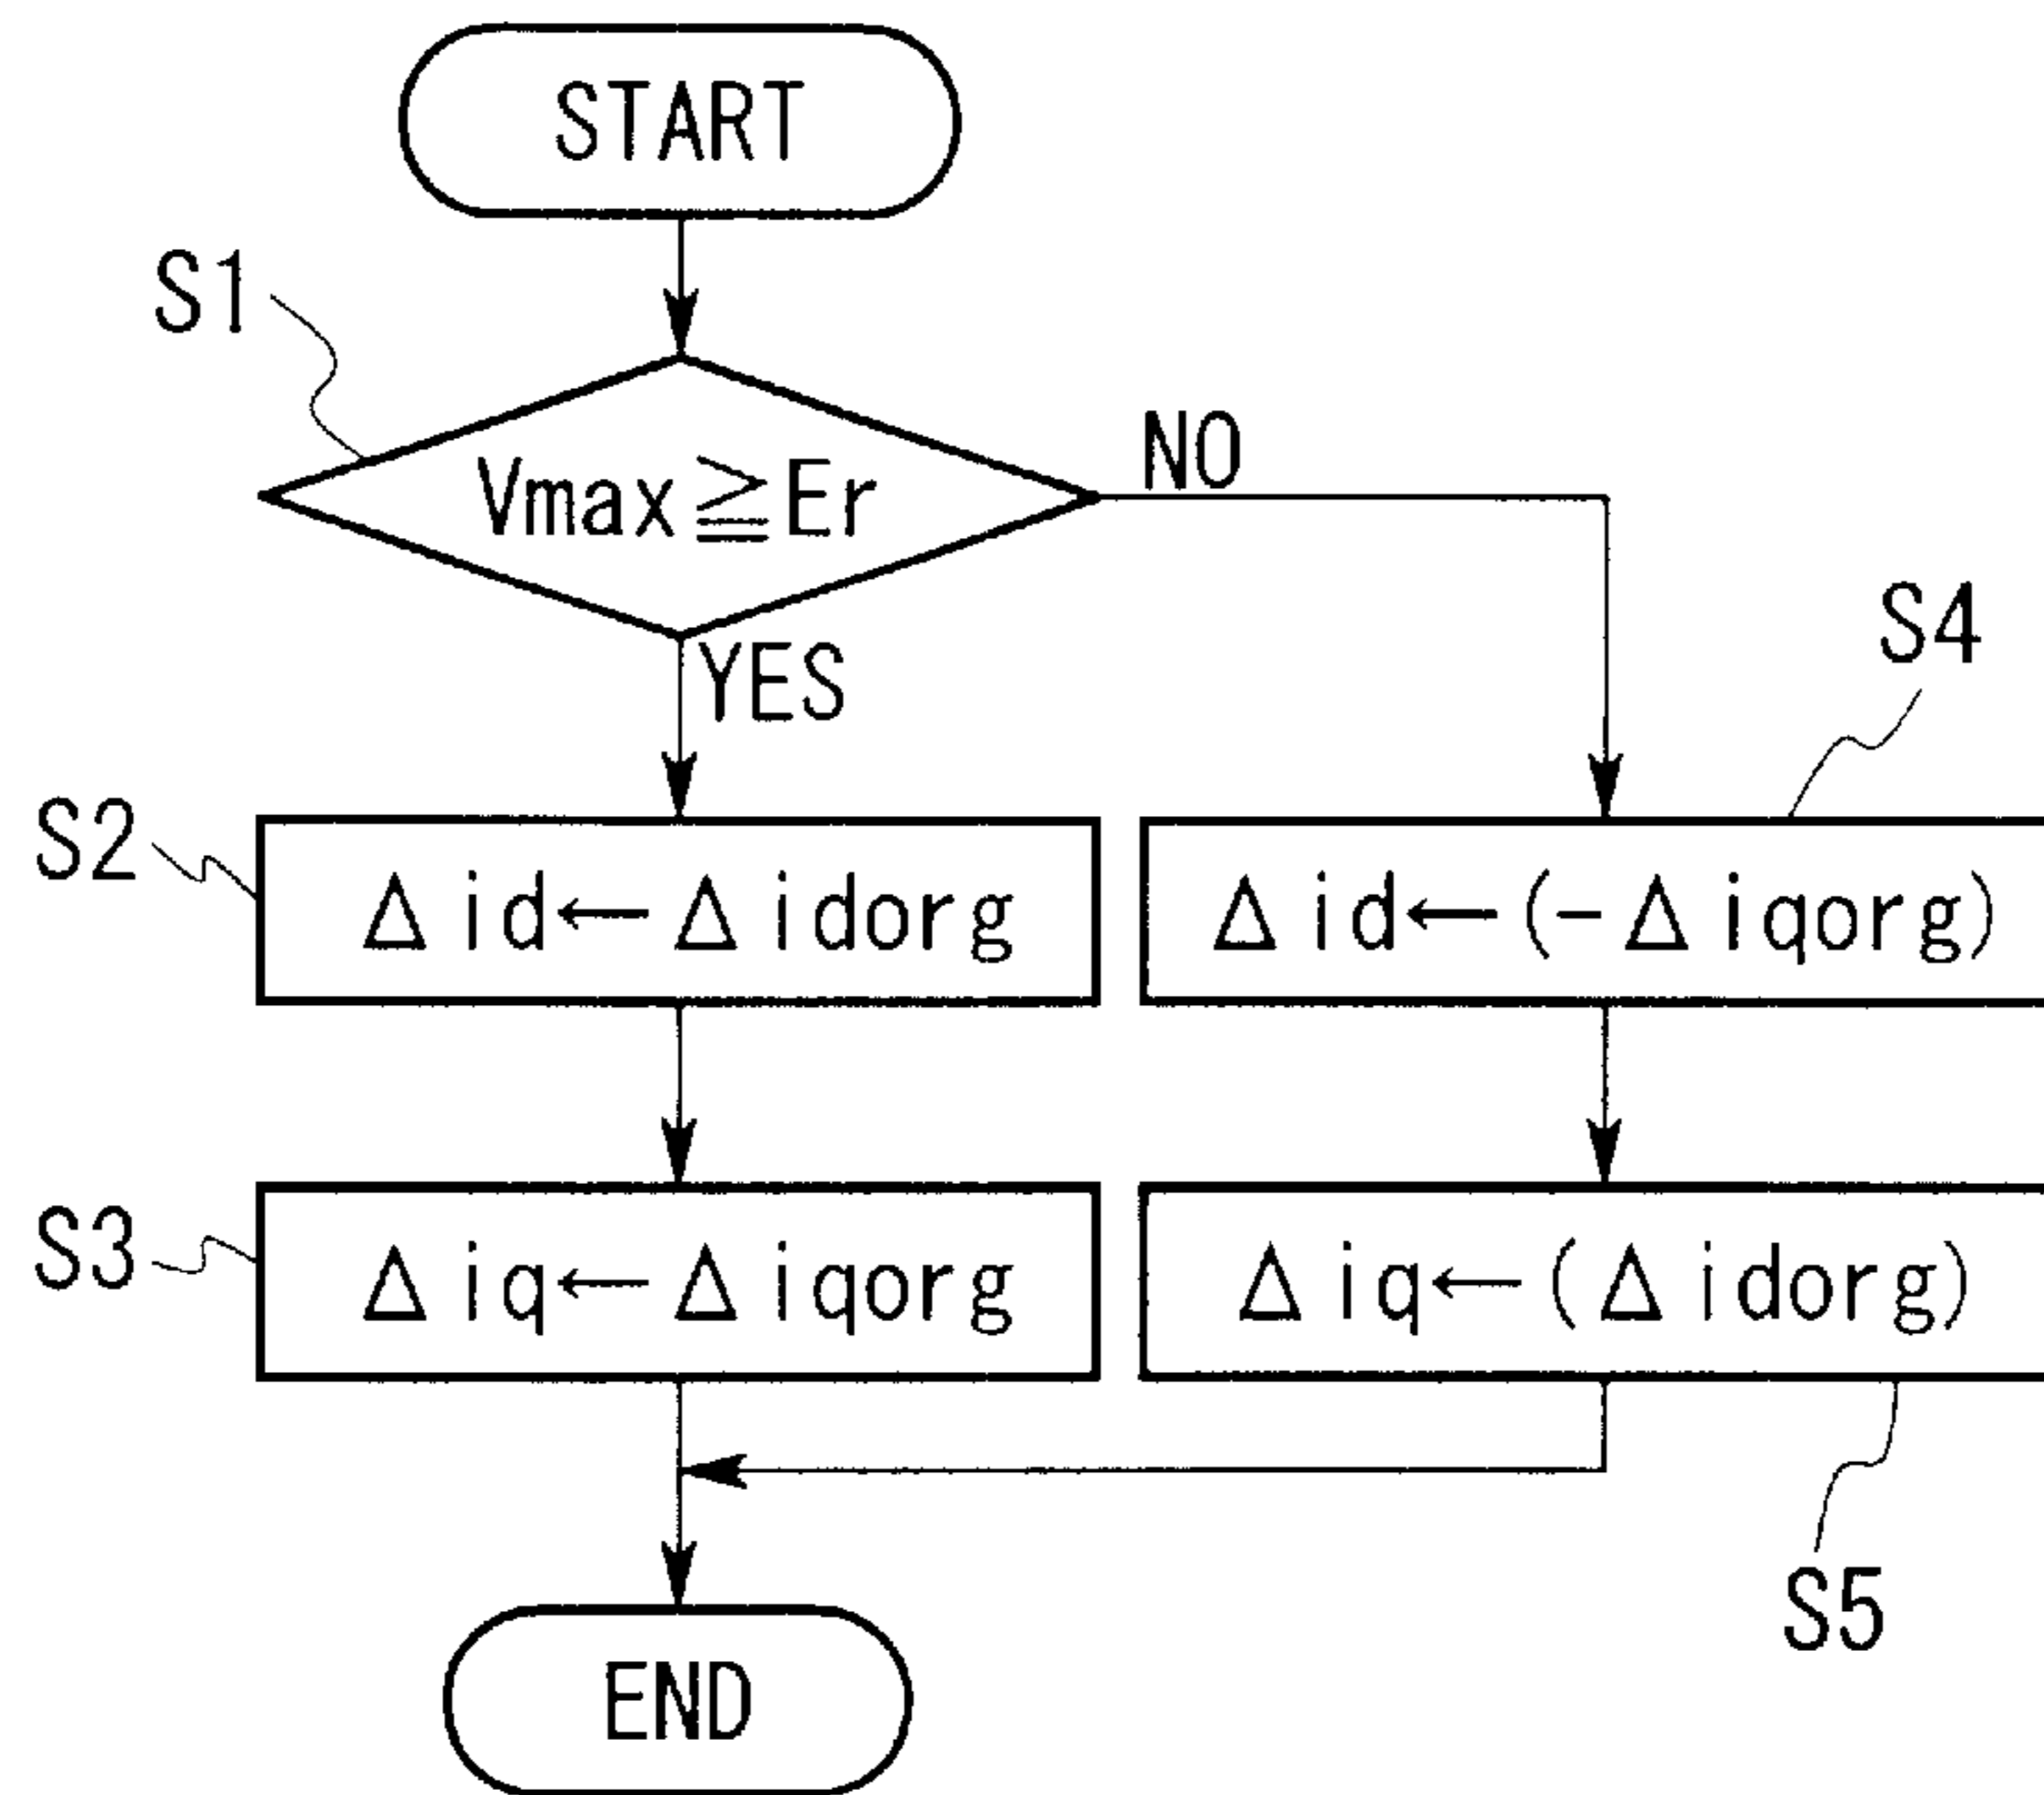 START
S1
Vmax≧Er
NO
YES
S4
S2
Δid←Δidorg
Δid←(-Δiqorg)
S3
Δiq←Δiqorg
Δiq←(Δidorg)
S5
END